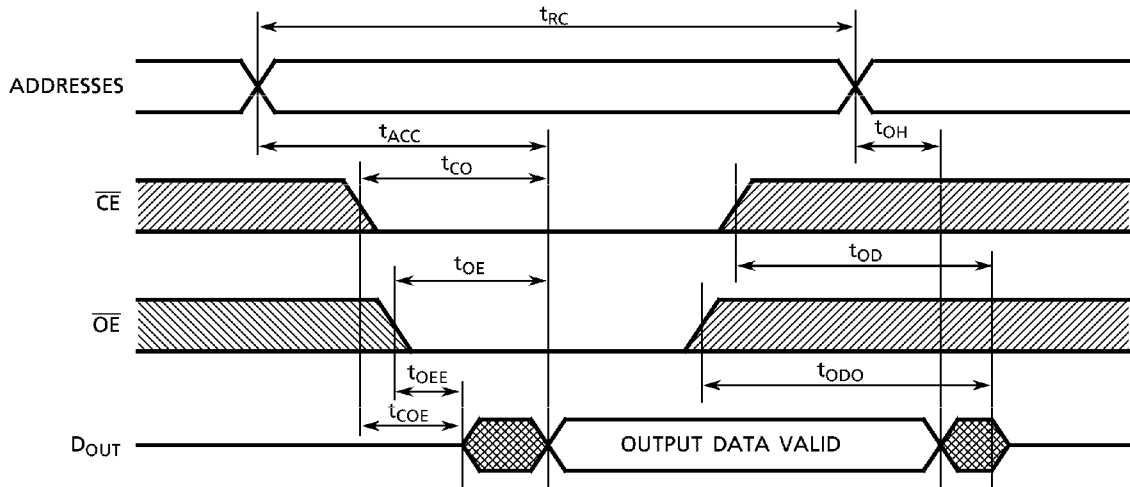 tRC
ADDRESSES
tACC
tOH
tCO
CE
tOD
tOE
OE
tOEE
tODO
tCOE
DOUT
OUTPUT DATA VALID